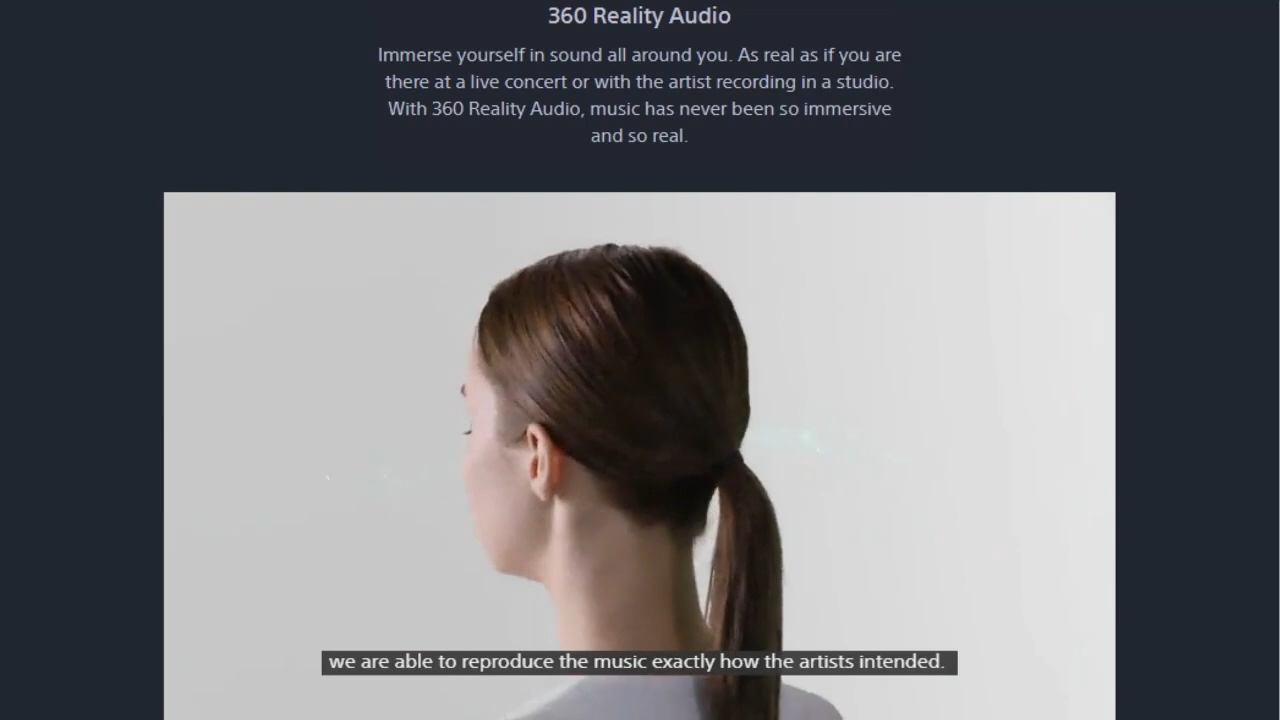 360 Reality Audio
Immerse yourself in sound all around you. As real as if you are
there at a live concert or with the artist recording in a studio.
With 360 Reality Audio, music has never been so immersive
and so real.
we are able to reproduce the music exactly how the artists intended.